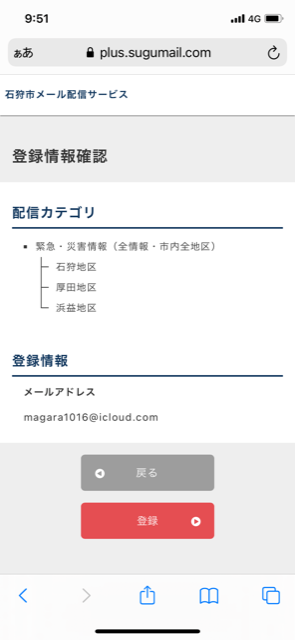 9:51
4G
ぁあ plus.sugumail.com
石狩市メール配信サービス
登録情報確認
配信カテゴリ
緊急・災害情報（全情報・市内全地区）
石狩地区
厚田地区
浜益地区
登録情報
メールアドレス
magara1016@icloud.com
戻る
登録